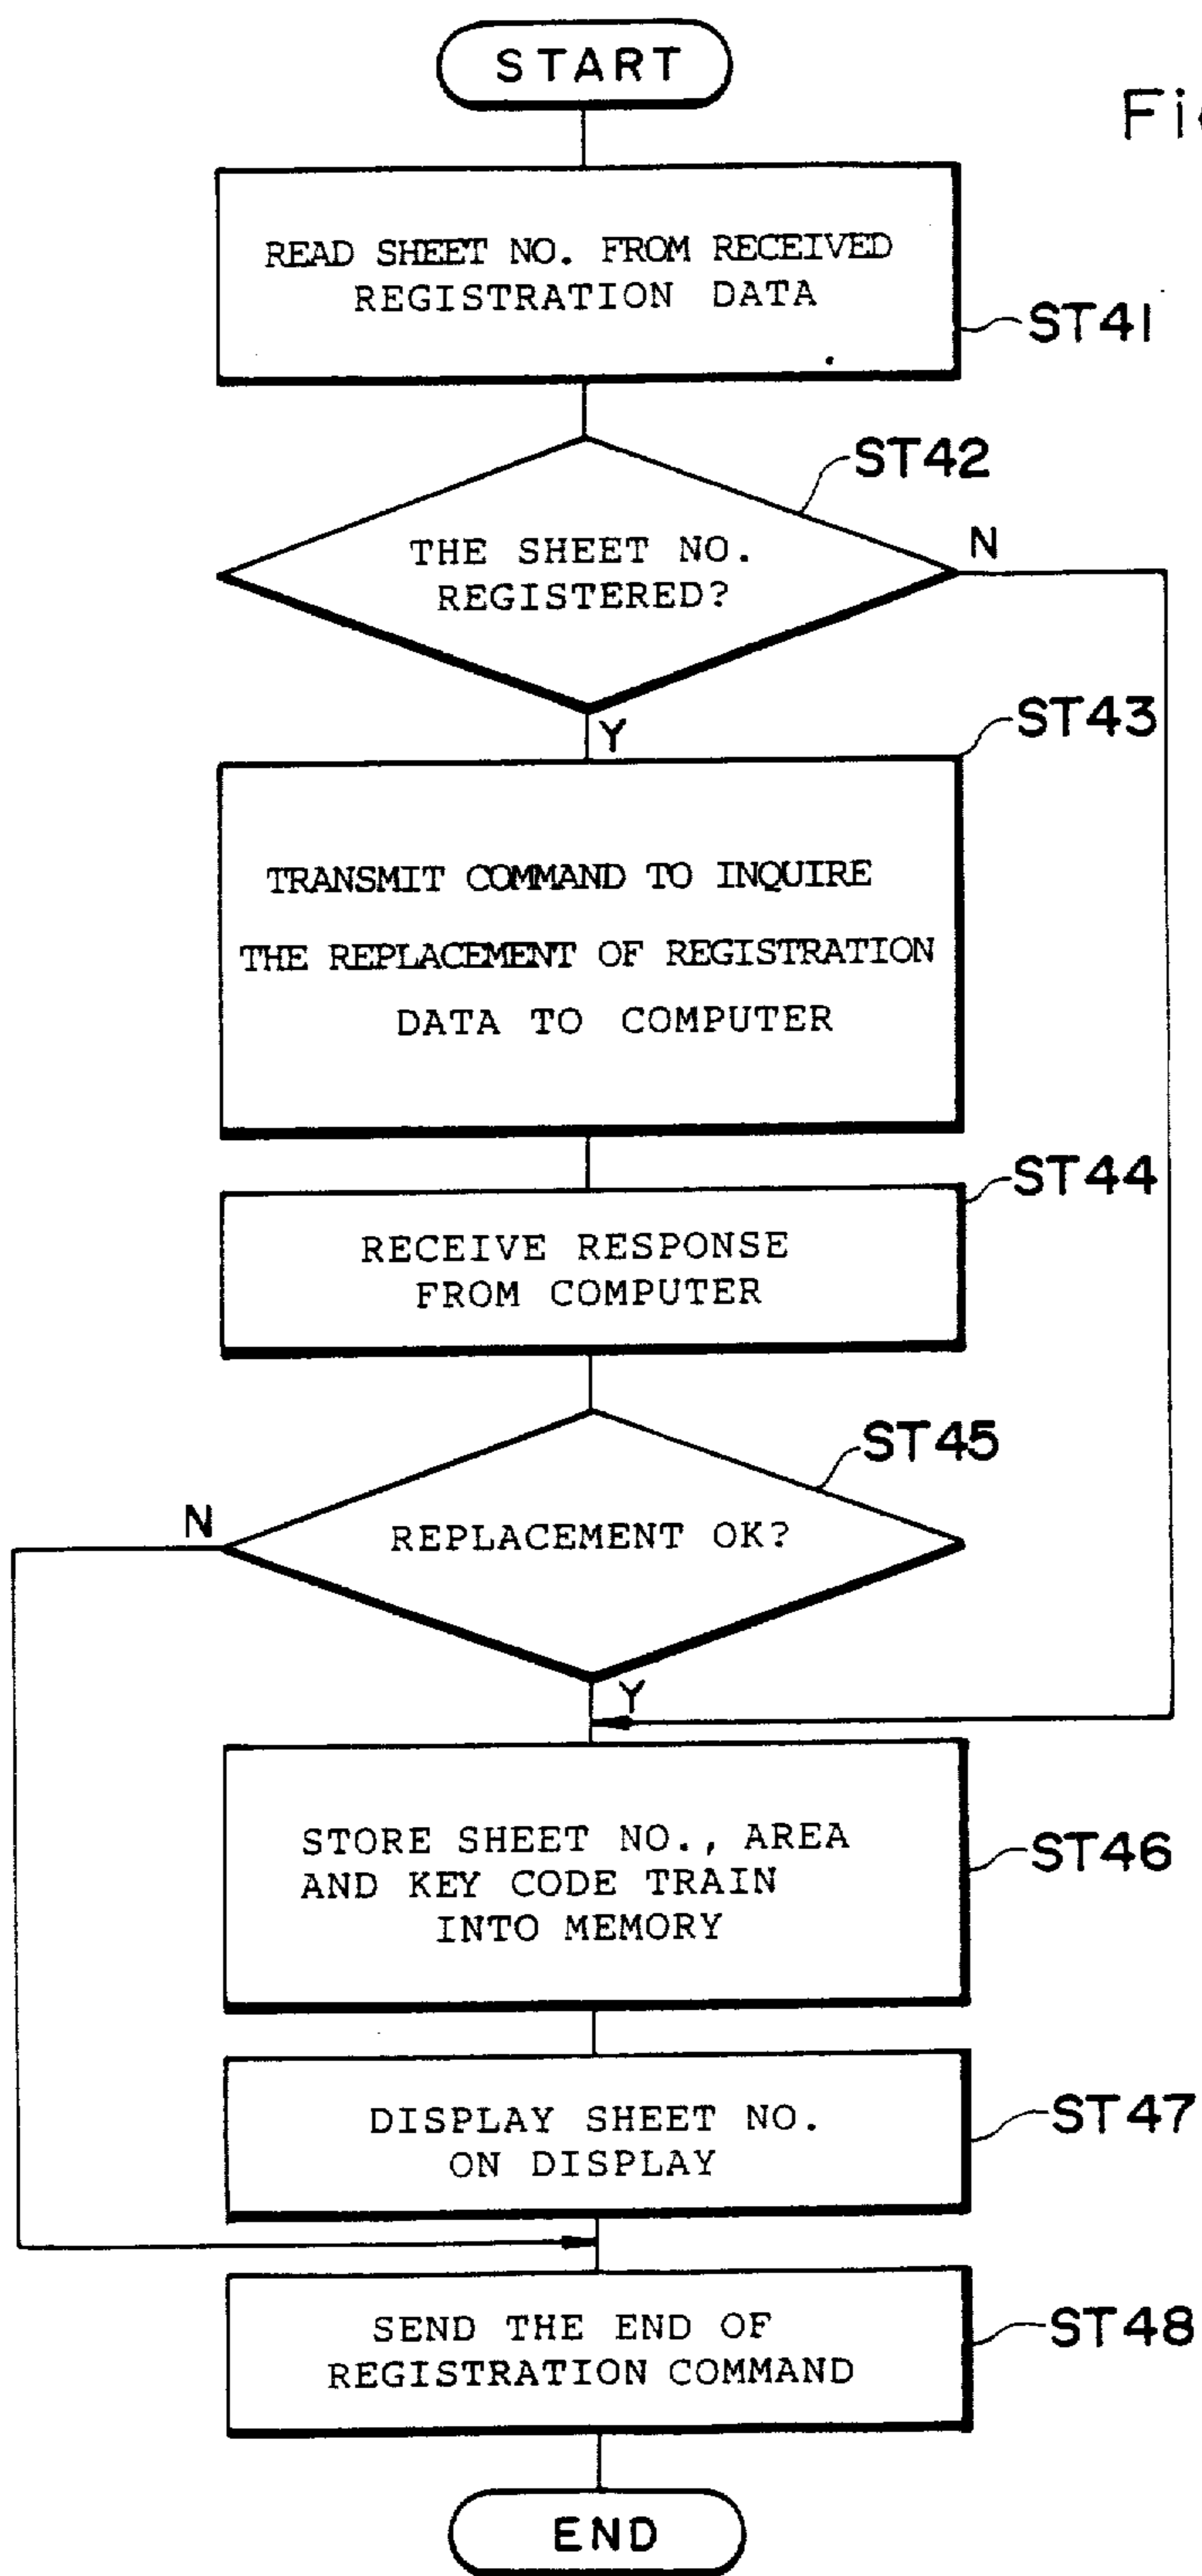 START
Fi
READ SHEET NO. FROM RECEIVED
REGISTRATION DATA
ST41
ST42
THE SHEET NO.
REGISTERED?
N
Y
ST43
TRANSMIT COMMAND TO INQUIRE
THE REPLACEMENT OF REGISTRATION
DATA TO COMPUTER
ST44
RECEIVE RESPONSE
FROM COMPUTER
ST45
N
REPLACEMENT OK?
Y
STORE SHEET NO., AREA
AND KEY CODE TRAIN
INTO MEMORY
ST46
DISPLAY SHEET NO.
ON DISPLAY
ST47
SEND THE END OF
REGISTRATION COMMAND
ST48
END